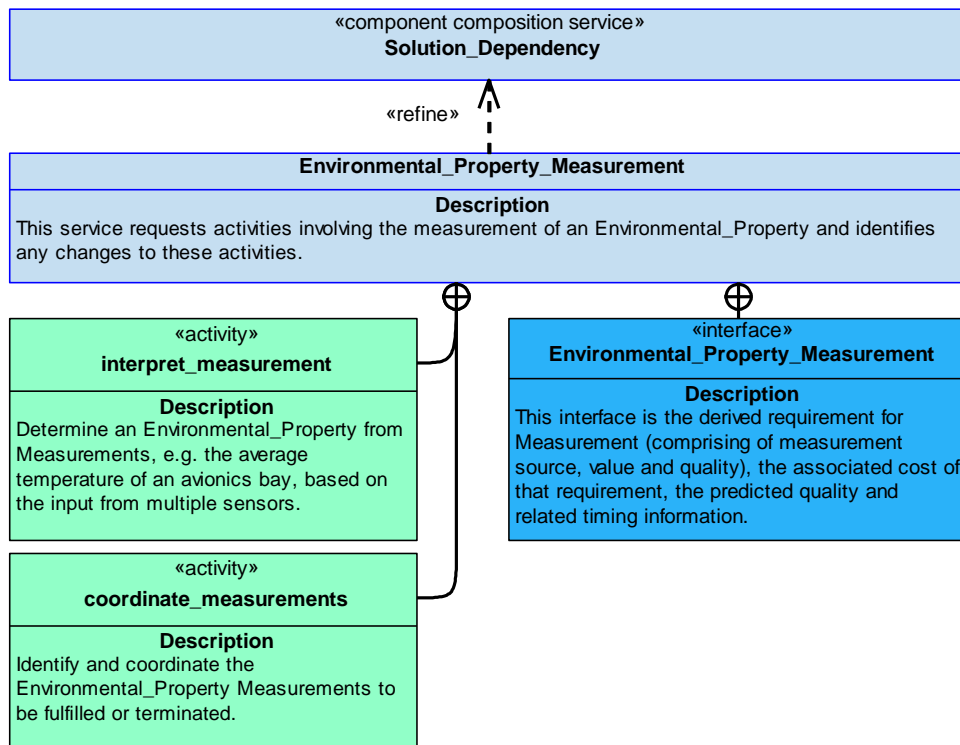 «component composition service»
Solution_Dependency
«refine»
Environmental_Property_Measurement
Description
This service requests activities involving the measurement of an Environmental_Property and identifies
any changes to these activities.
«activity»
interpret_measurement
Description
Determine an Environmental_Property from
Measurements, e.g. the average
temperature of an avionics bay, based on
the input from multiple sensors.
«interface»
Environmental_Property_Measurement
Description
This interface is the derived requirement for
Measurement (comprising of measurement
source, value and quality), the associated cost of
that requirement, the predicted quality and
related timing information.
«activity»
coordinate_measurements
Description
Identify and coordinate the
Environmental_Property Measurements to
be fulfilled or terminated.